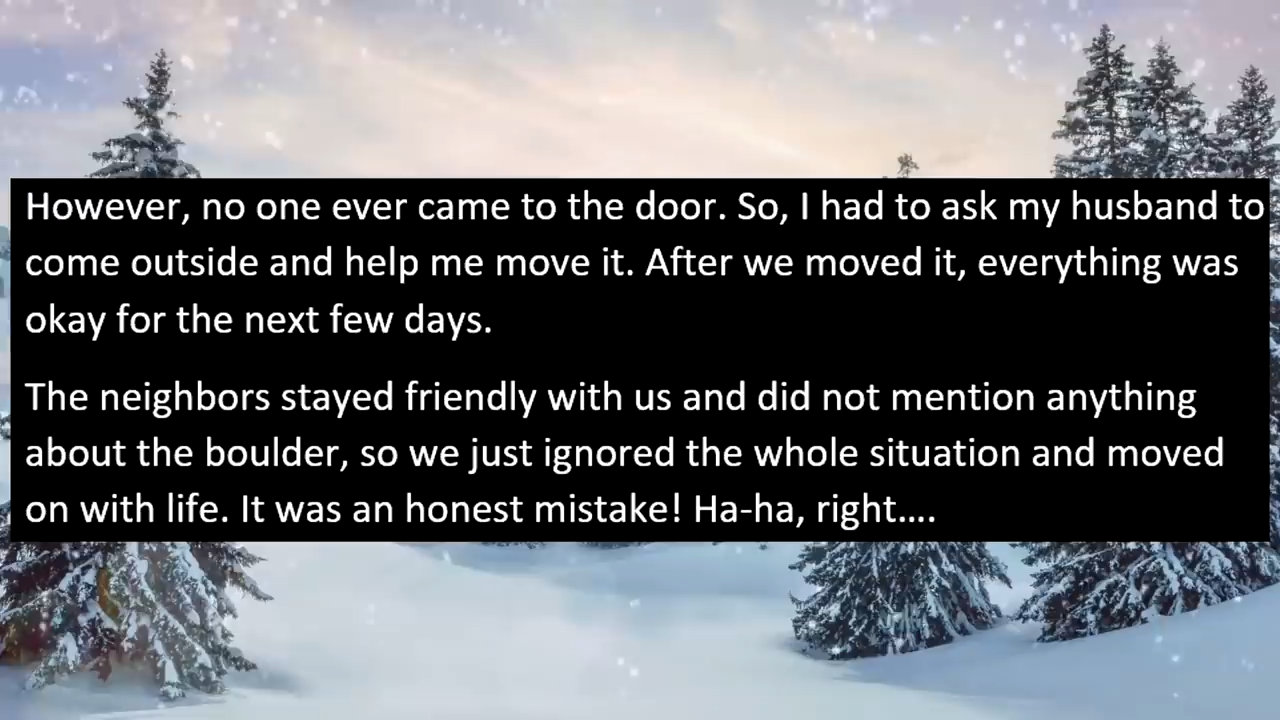 However, no one ever came to the door. So, I had to ask my husband to
come outside and help me move it. After we moved it, everything was
okay for the next few days.
The neighbors stayed friendly with us and did not mention anything
about the boulder, so we just ignored the whole situation and moved
on with life. It was an honest mistake! Ha-ha, right….